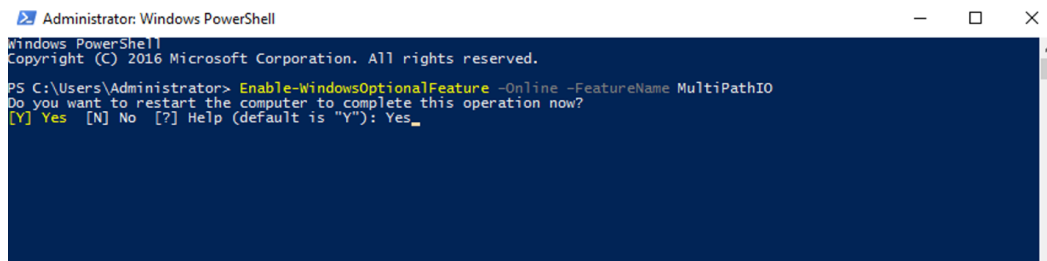 Administrator: Windows PowerShell
Windows PowerShell
Copyright (C) 2016 Microsoft Corporation. All rights reserved.
PS C:\Users\Administrator> Enable-WindowsOptionalFeature -Online -FeatureName MultiPathIO
Do you want to restart the computer to complete this operation now?
[Y] Yes  [N] No  [?] Help (default is "Y"): Yes